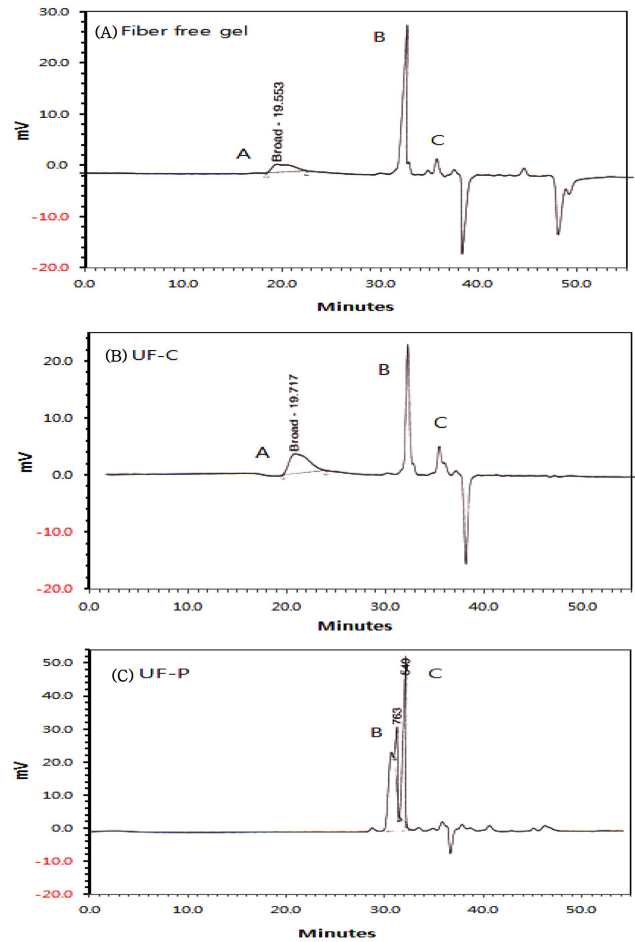 (A) Fiber free gel
30.0
20.0
10.0
0.0
-10.0
-20.0
mV
A
Broad - 19.553
B
C
0.0 10.0 20.0 30.0 40.0 50.0
Minutes
(B) UF-C
20.0
10.0
0.0
-10.0
-20.0
mV
A
Broad - 19.717
B
C
0.0 10.0 20.0 30.0 40.0 50.0
Minutes
(C) UF-P
50.0
40.0
30.0
20.0
10.0
0.0
-10.0
-20.0
mV
B
763
640
C
0.0 10.0 20.0 30.0 40.0 50.0
Minutes